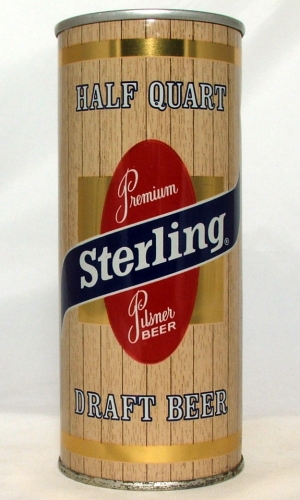 HALF QUART
Premium
Sterling®
Pilsner
BEER
DRAFT BEER